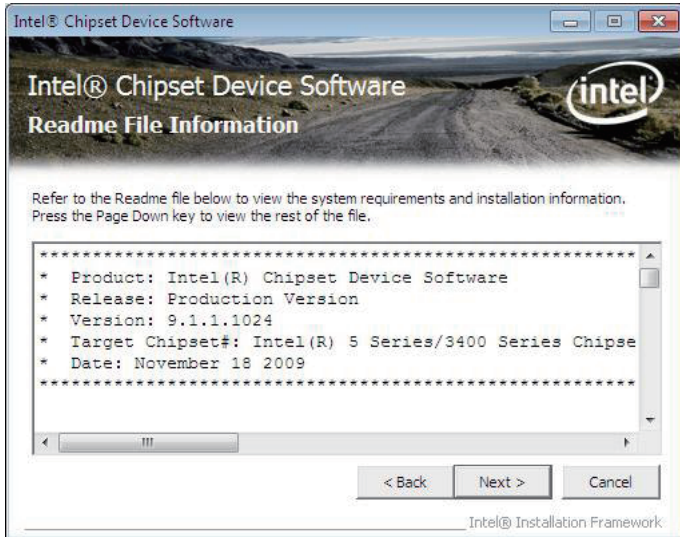 Intel® Chipset Device Software
Intel® Chipset Device Software
intel
Readme File Information
Refer to the Readme file below to view the system requirements and installation information.
Press the Page Down key to view the rest of the file.
************************************************************
* Product: Intel(R) Chipset Device Software
* Release: Production Version
* Version: 9.1.1.1024
* Target Chipset#: Intel(R) 5 Series/3400 Series Chipse
* Date: November 18 2009
************************************************************
< Back
Next >
Cancel
Intel® Installation Framework